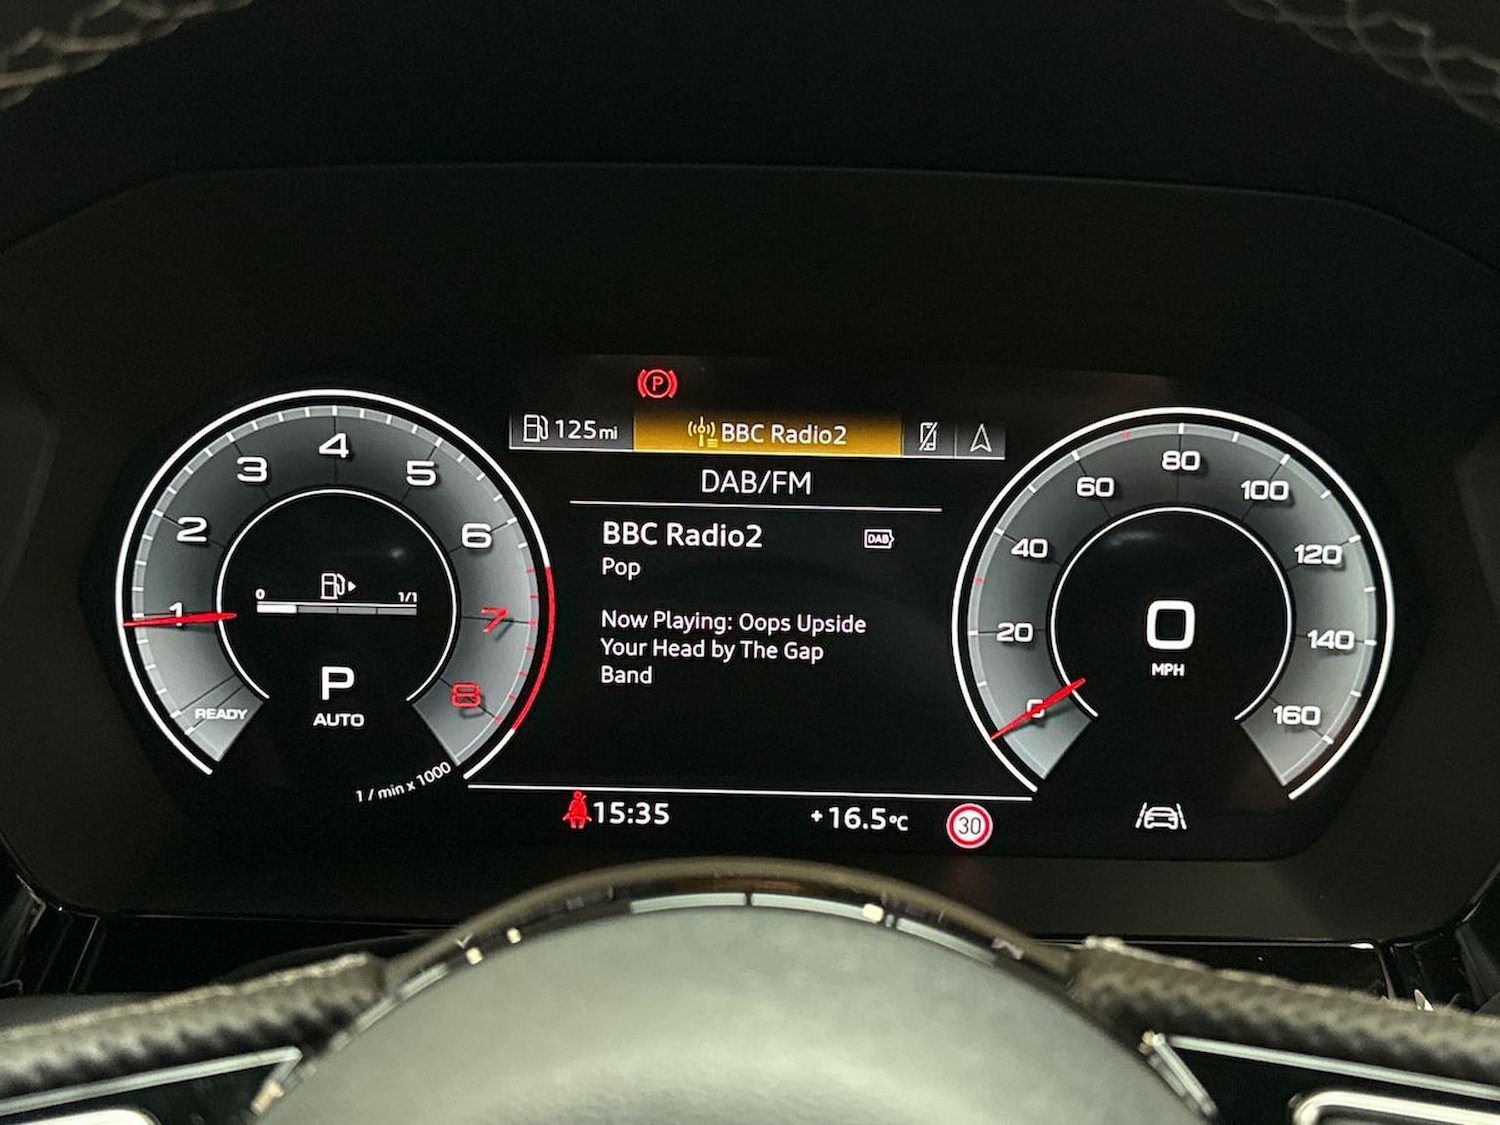 P
125mi
BBC Radio2
DAB/FM
BBC Radio2
DAB
Pop
Now Playing: Oops Upside
Your Head by The Gap
Band
15:35
+16.5°C
30
READY
1
2
3
4
5
6
7
8
0 1/1
P
AUTO
1 / min x 1000
0
20
40
60
80
100
120
140
160
0
MPH